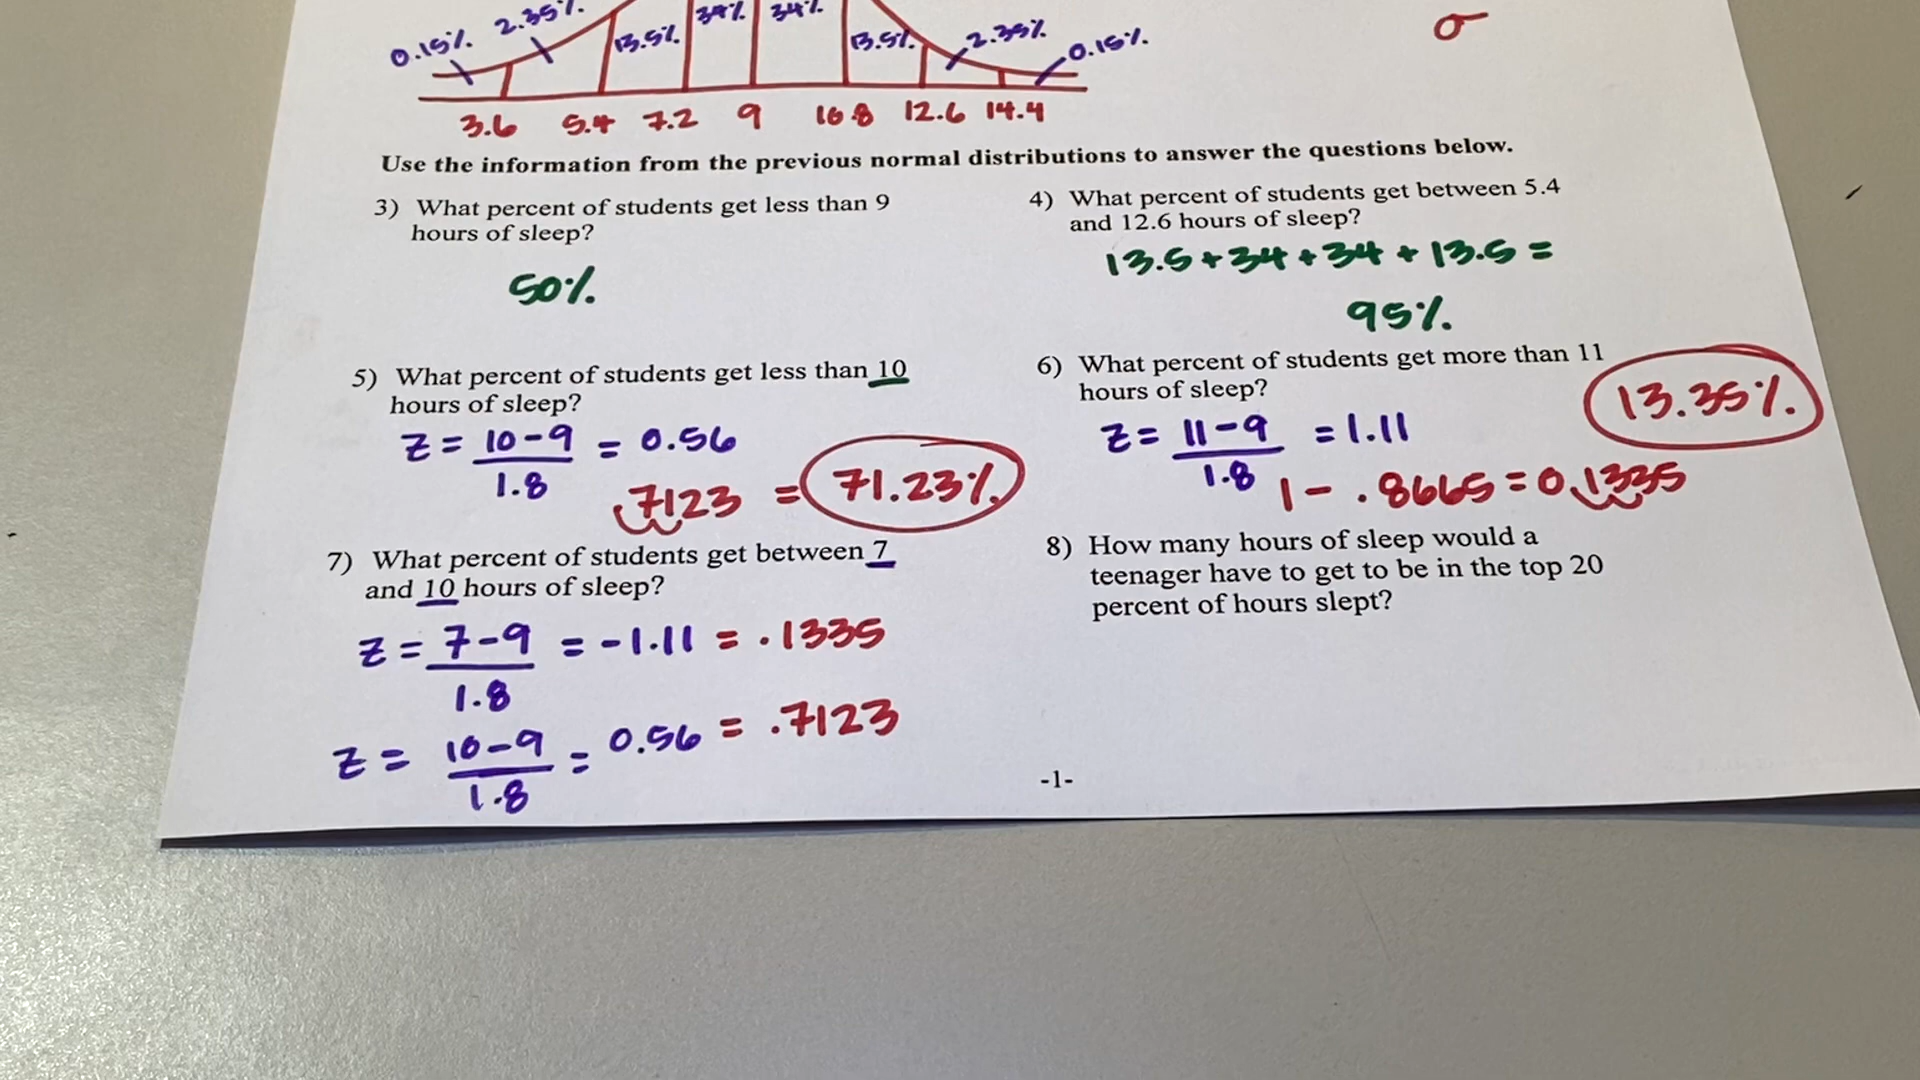 0.15% 2.35% 13.5% 34% 34% 13.5% 2.35% 0.15% σ
3.6 5.4 7.2 9 10.8 12.6 14.4
Use the information from the previous normal distributions to answer the questions below.
3) What percent of students get less than 9
hours of sleep?
50%
4) What percent of students get between 5.4
and 12.6 hours of sleep?
13.5 + 34 + 34 + 13.5 =
95%
5) What percent of students get less than 10
hours of sleep?
z = 10-9 / 1.8 = 0.56
.7123 = 71.23%
6) What percent of students get more than 11
hours of sleep?
13.35%
z = 11-9 / 1.8 = 1.11
1 - .8665 = 0.1335
7) What percent of students get between 7
and 10 hours of sleep?
z = 7-9 / 1.8 = -1.11 = .1335
z = 10-9 / 1.8 = 0.56 = .7123
8) How many hours of sleep would a
teenager have to get to be in the top 20
percent of hours slept?
-1-